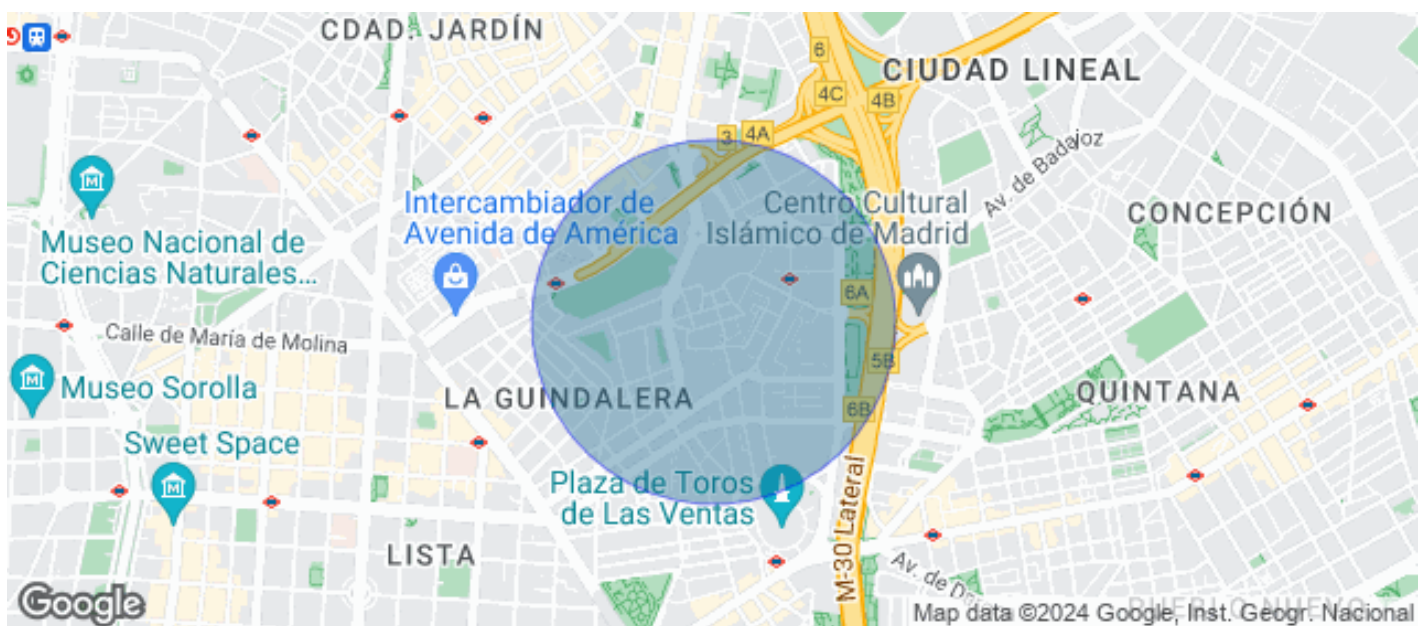 CDAD. JARDÍN
6
CIUDAD LINEAL
4C
4B
3
4A
Av. de Badajoz
Intercambiador de
Avenida de América
Centro Cultural
Islámico de Madrid
CONCEPCIÓN
Museo Nacional de
Ciencias Naturales...
6A
Calle de María de Molina
5B
Museo Sorolla
LA GUINDALERA
QUINTANA
6B
Sweet Space
Plaza de Toros
de Las Ventas
M-30 Lateral
LISTA
Av. de
Google
Map data ©2024 Google, Inst. Geogr. Nacional